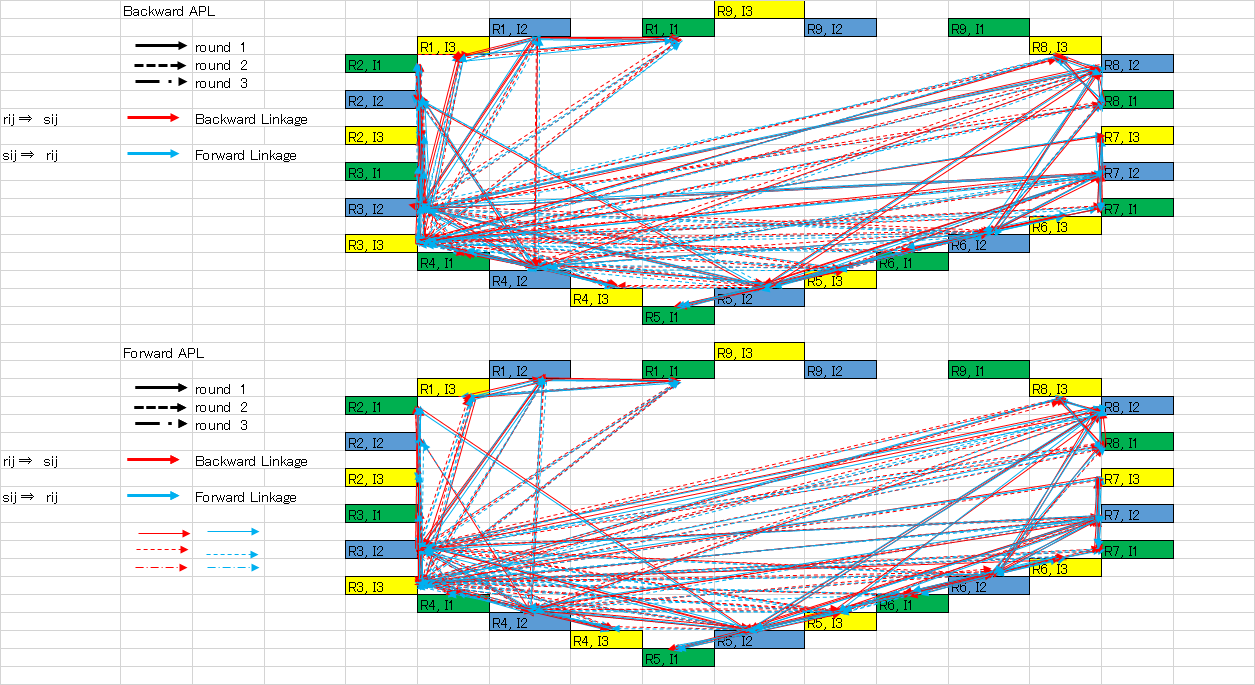 Backward APL
R9, I3
R1, I2
R1, I1
R9, I2
R9, I1
round 1
R1, I3
R8, I3
round 2
R2, I1
R8, I2
round 3
R2, I2
R8, I1
rij⇒ sij
Backward Linkage
R2, I3
R7, I3
sij⇒ rij
Forward Linkage
R3, I1
R7, I2
R3, I2
R7, I1
R6, I3
R3, I3
R6, I2
R4, I1
R6, I1
R4, I2
R5, I3
R4, I3
R5, I2
R5, I1
Forward APL
R9, I3
R1, I2
R1, I1
R9, I2
R9, I1
round 1
R1, I3
R8, I3
round 2
R2, I1
R8, I2
round 3
R2, I2
R8, I1
rij⇒ sij
Backward Linkage
R2, I3
R7, I3
sij⇒ rij
Forward Linkage
R3, I1
R7, I2
R3, I2
R7, I1
R6, I3
R3, I3
R6, I2
R4, I1
R6, I1
R4, I2
R5, I3
R4, I3
R5, I2
R5, I1